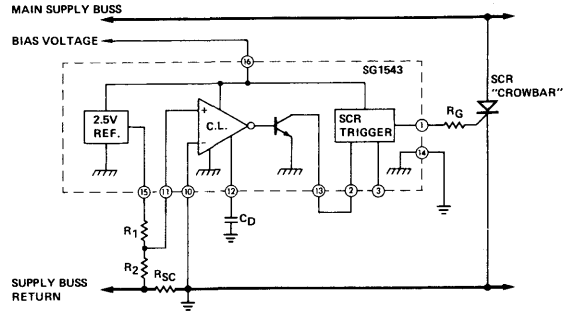 MAIN SUPPLY BUSS
BIAS VOLTAGE
16
SG1543
SCR
"CROWBAR"
2.5V
REF.
+
C.L.
−
SCR
TRIGGER
1
RG
14
15
11
10
12
13
2
3
R1
CD
R2
RSC
SUPPLY BUSS
RETURN